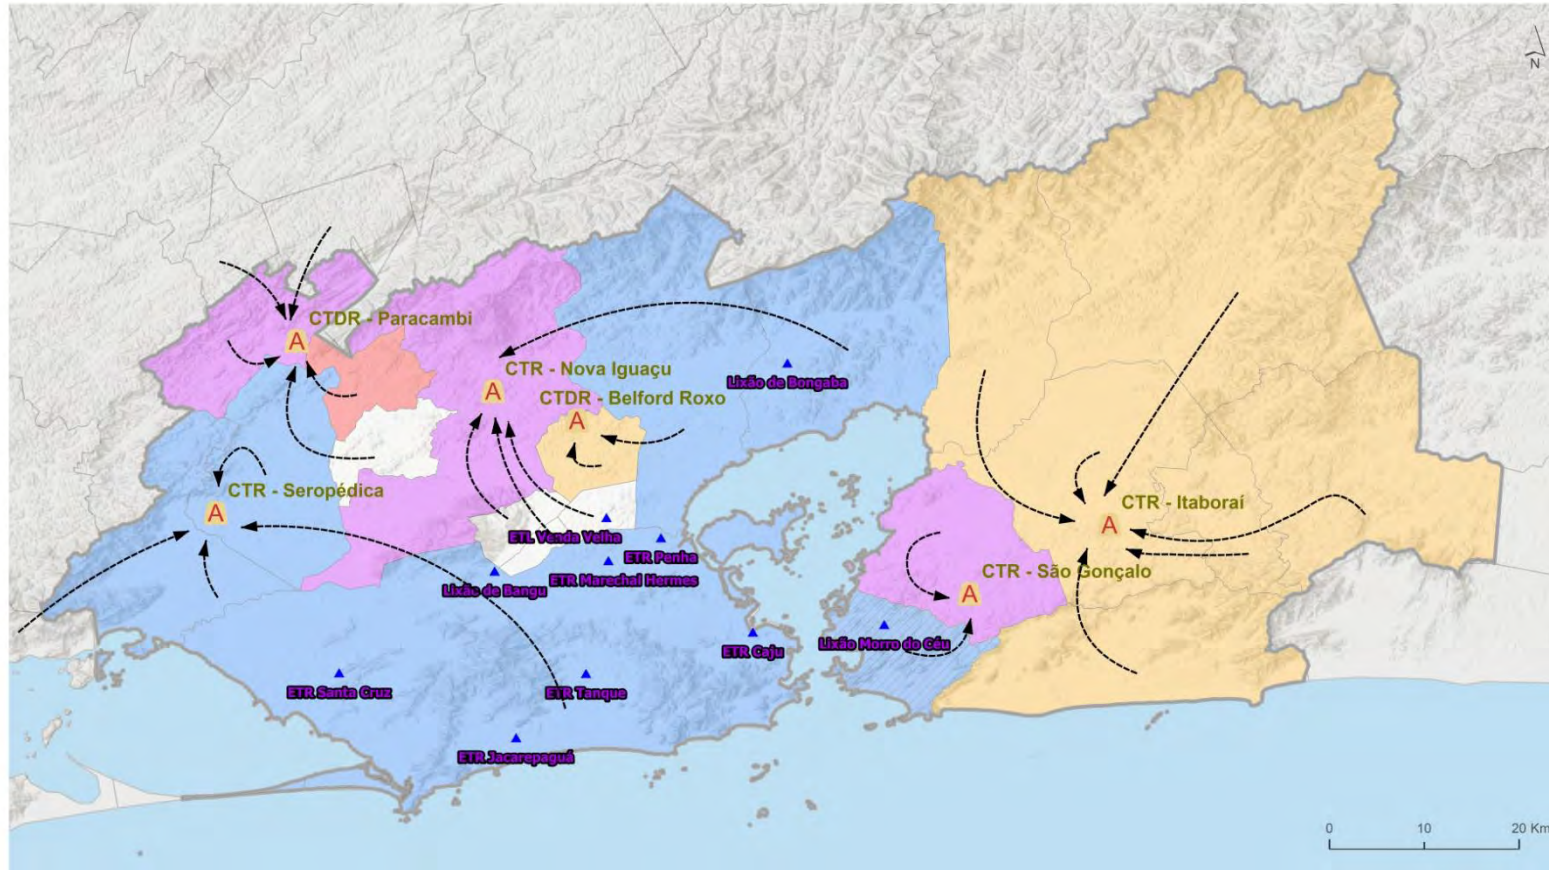 N
CTDR - Paracambi
A
CTR - Nova Iguaçu
A
Lixão de Bongaba
CTDR - Belford Roxo
A
CTR - Seropédica
A
CTR - Itaboraí
A
ETL Venda Velha
ETR Penha
ETR Marechal Hermes
Lixão de Bangu
CTR - São Gonçalo
A
ETR Caju
Lixão Morro do Céu
ETR Santa Cruz
ETR Tanque
ETR Jacarepaguá
0 10 20 Km